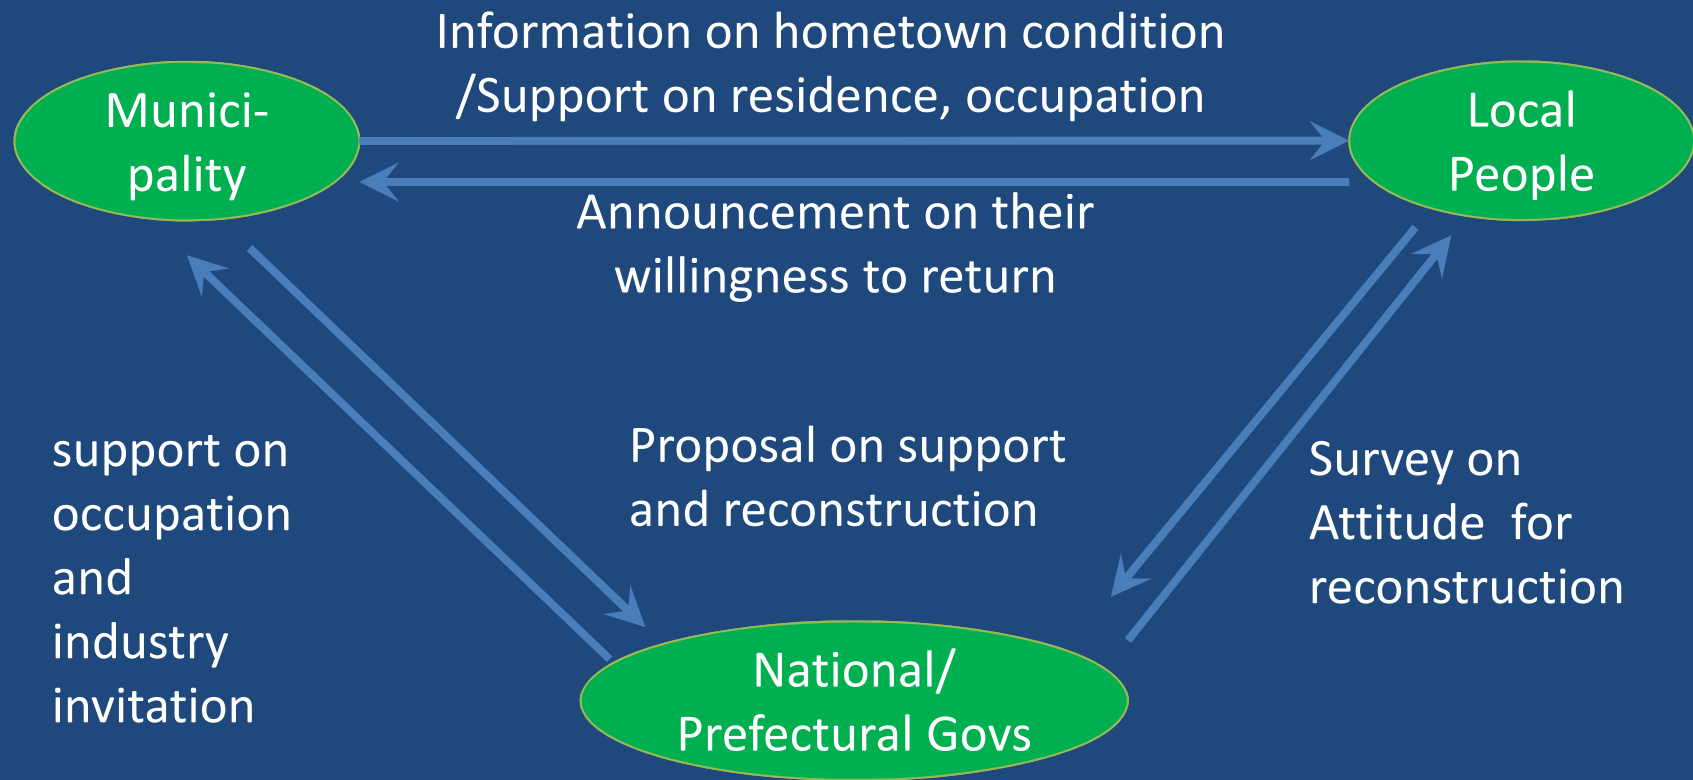 Information on hometown condition
/Support on residence, occupation
Munici-
pality
Local
People
Announcement on their
willingness to return
support on
occupation
and
industry
invitation
Proposal on support
and reconstruction
Survey on
Attitude  for
reconstruction
National/
Prefectural Govs